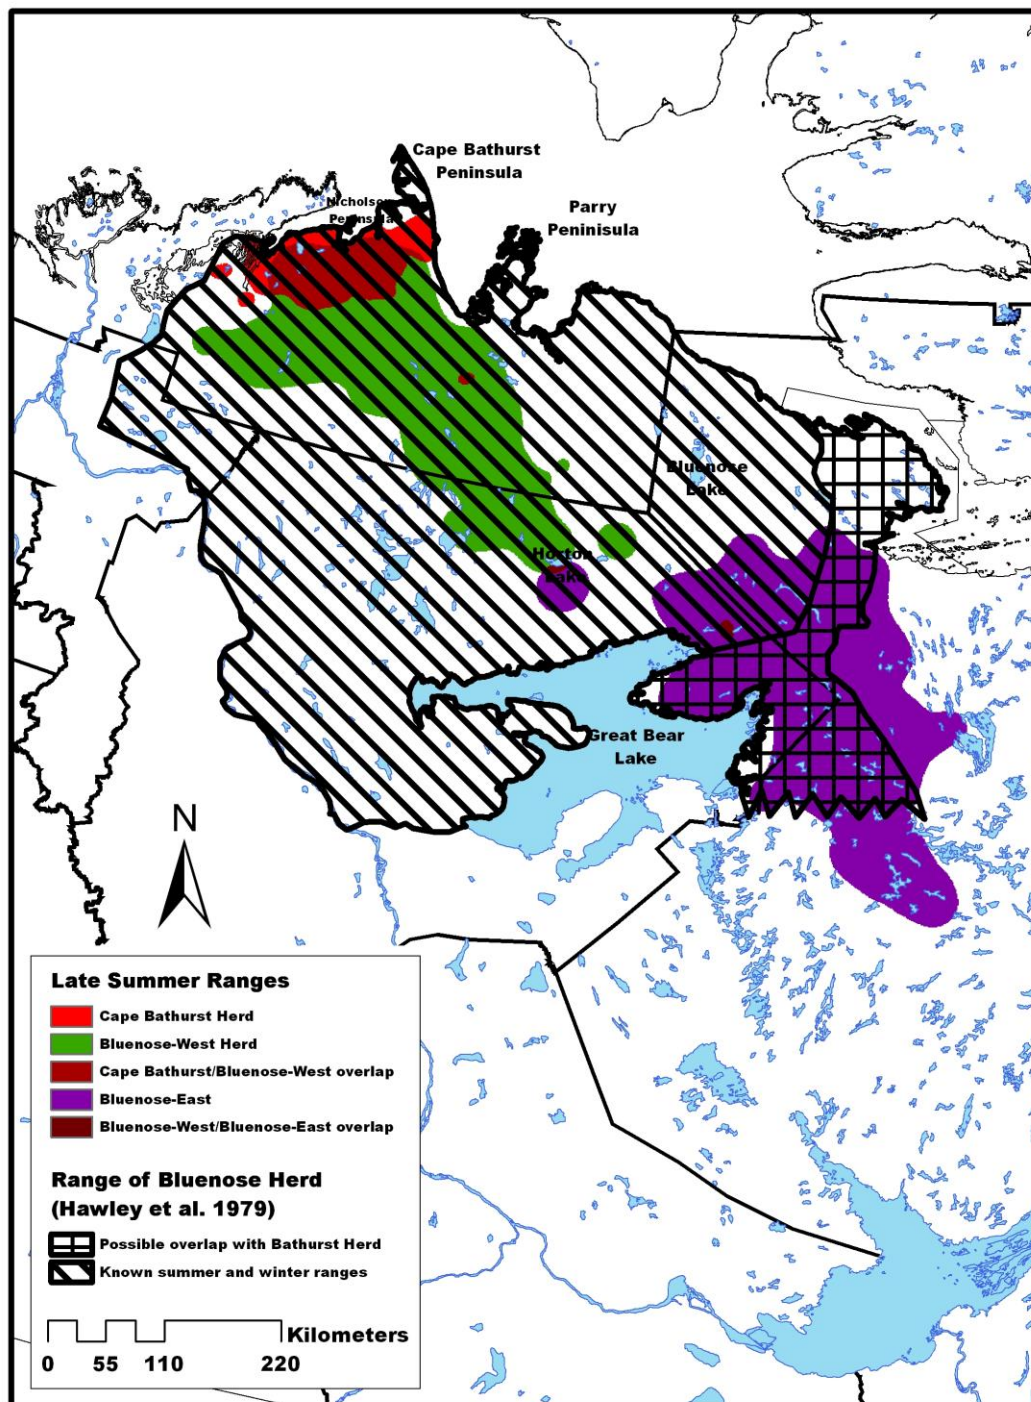 Cape Bathurst
Peninsula
Nicholson
Peninsula
Parry
Peninisula
Bluenose
Lake
Horton
Lake
Great Bear
Lake
N
Late Summer Ranges
Cape Bathurst Herd
Bluenose-West Herd
Cape Bathurst/Bluenose-West overlap
Bluenose-East
Bluenose-West/Bluenose-East overlap
Range of Bluenose Herd
(Hawley et al. 1979)
Possible overlap with Bathurst Herd
Known summer and winter ranges
Kilometers
0 55 110 220